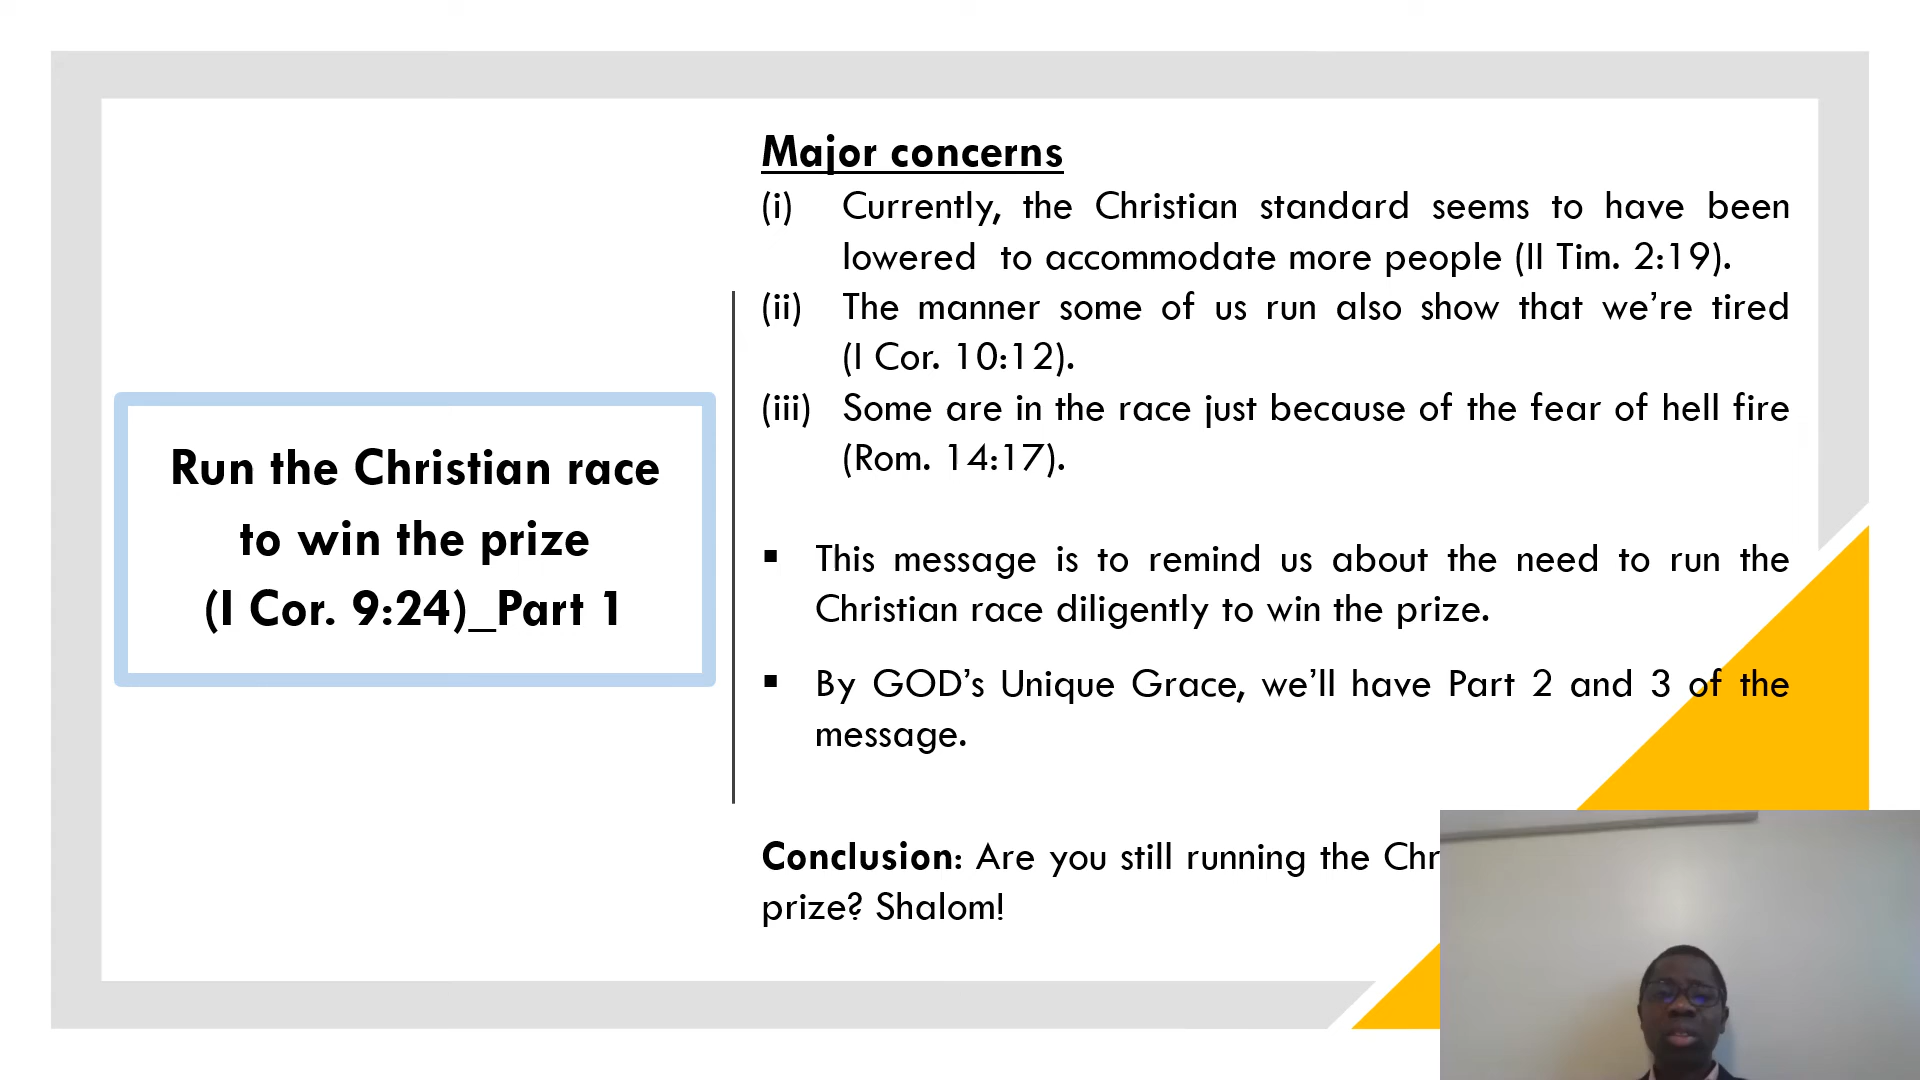 Run the Christian race
to win the prize
(I Cor. 9:24)_Part 1
Major concerns
(i) Currently, the Christian standard seems to have been
lowered to accommodate more people (II Tim. 2:19).
(ii) The manner some of us run also show that we’re tired
(I Cor. 10:12).
(iii) Some are in the race just because of the fear of hell fire
(Rom. 14:17).
▪ This message is to remind us about the need to run the
Christian race diligently to win the prize.
▪ By GOD’s Unique Grace, we’ll have Part 2 and 3 of the
message.
Conclusion: Are you still running the Chr
prize? Shalom!